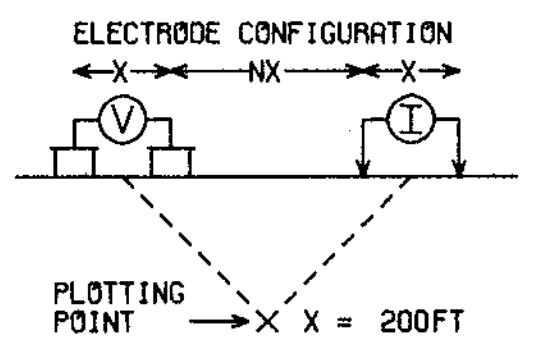 ELECTRODE CONFIGURATION
X NX X
V I
PLOTTING
POINT X X = 200FT